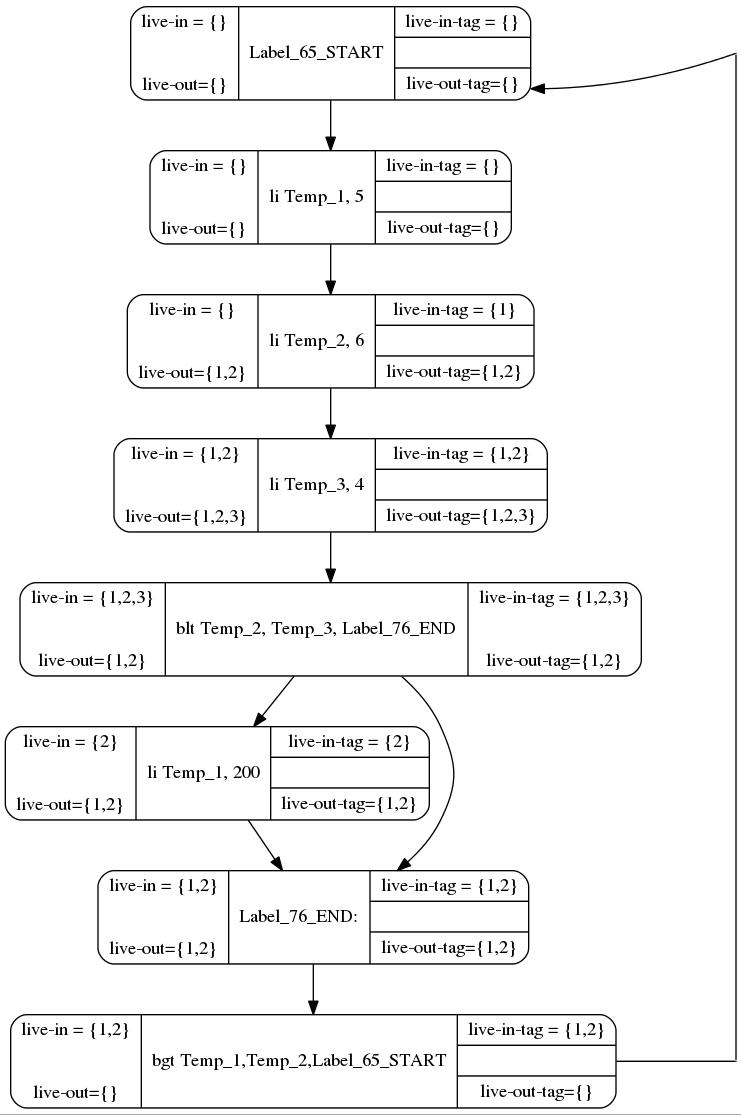 live-in = {}
live-out={}
Label_65_START
live-in-tag = {}
live-out-tag={}
live-in = {}
live-out={}
li Temp_1, 5
live-in-tag = {}
live-out-tag={}
live-in = {}
live-out={1,2}
li Temp_2, 6
live-in-tag = {1}
live-out-tag={1,2}
live-in = {1,2}
live-out={1,2,3}
li Temp_3, 4
live-in-tag = {1,2}
live-out-tag={1,2,3}
live-in = {1,2,3}
live-out={1,2}
blt Temp_2, Temp_3, Label_76_END
live-in-tag = {1,2,3}
live-out-tag={1,2}
live-in = {2}
live-out={1,2}
li Temp_1, 200
live-in-tag = {2}
live-out-tag={1,2}
live-in = {1,2}
live-out={1,2}
Label_76_END:
live-in-tag = {1,2}
live-out-tag={1,2}
live-in = {1,2}
live-out={}
bgt Temp_1,Temp_2,Label_65_START
live-in-tag = {1,2}
live-out-tag={}